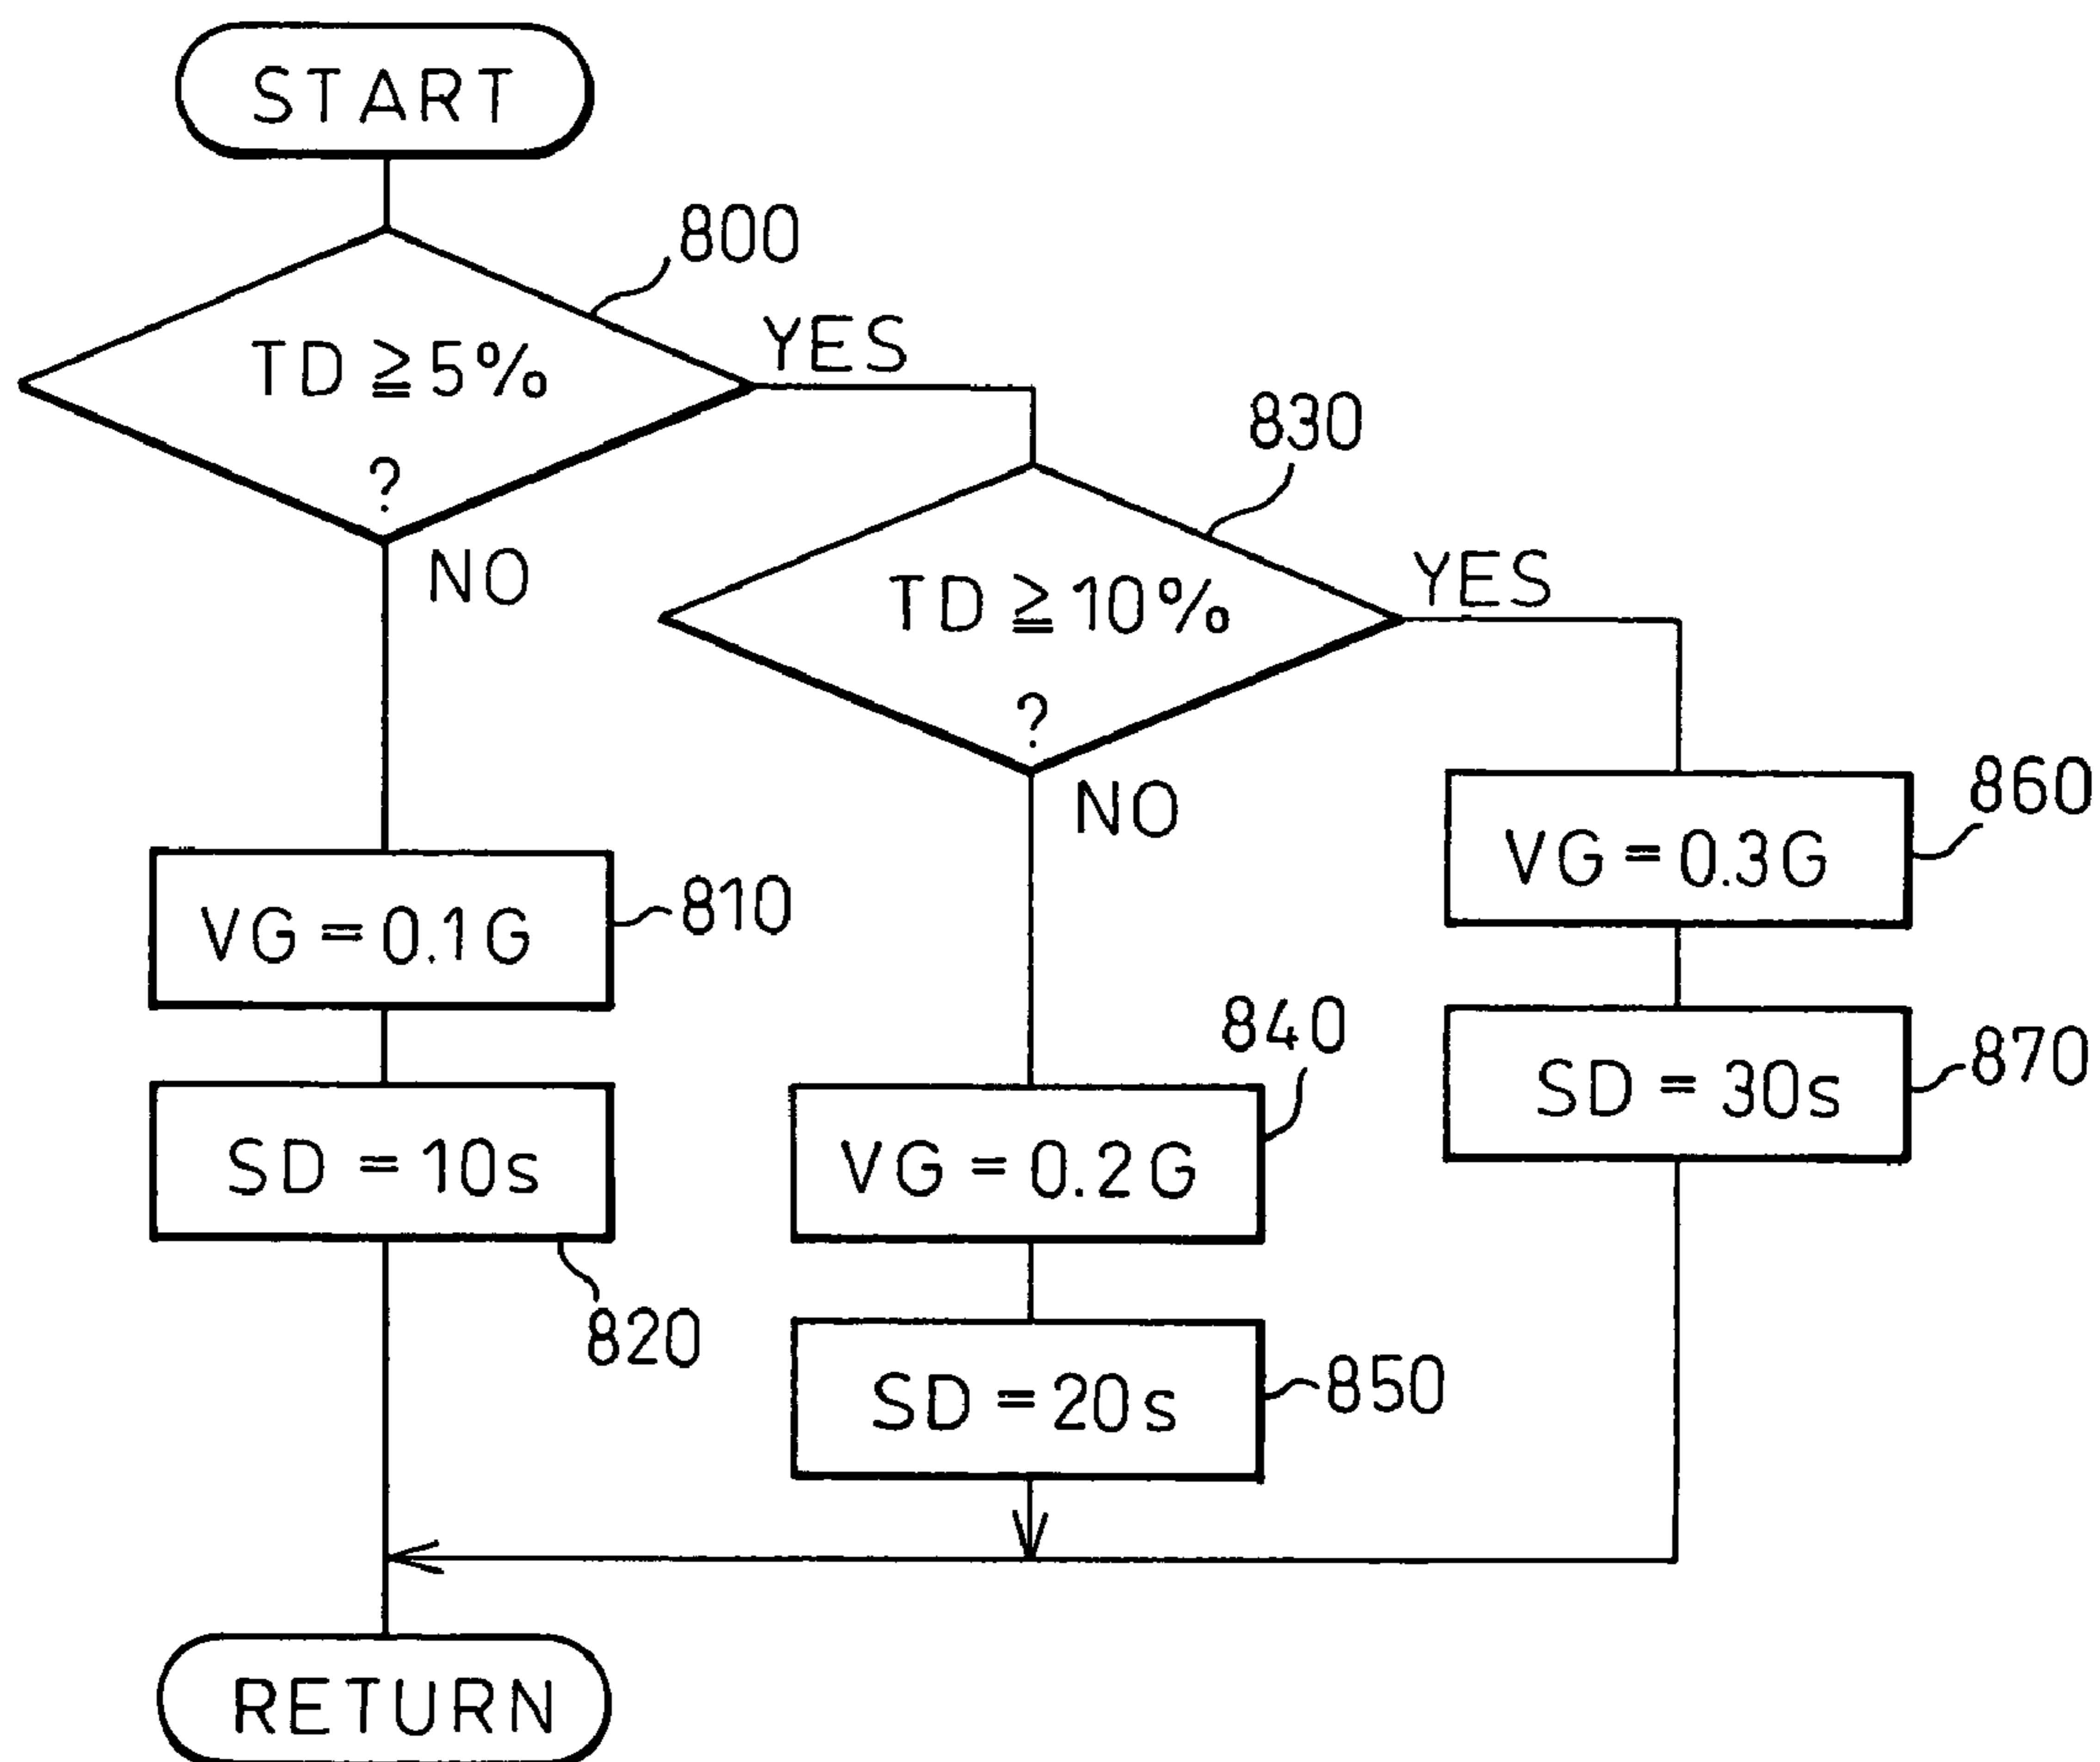 START
800
TD ≧ 5%
?
YES
NO
830
TD ≧ 10%
?
YES
NO
VG = 0.1G
810
SD = 10s
820
840
VG = 0.2G
SD = 20s
850
860
VG = 0.3G
SD = 30s
870
RETURN